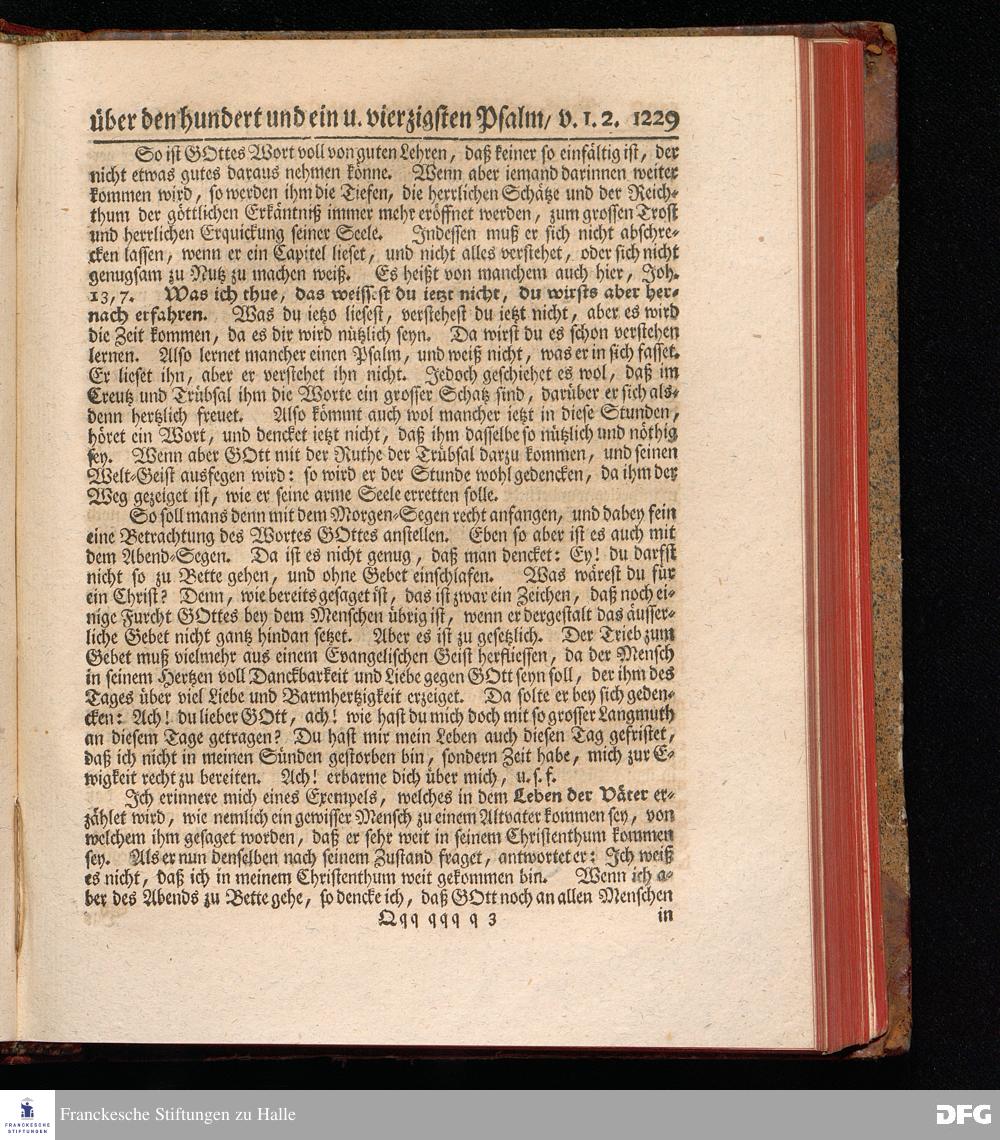 über den hundert und ein u. vierzigsten Psalm/ v. 1. 2. 1229
So ist GOttes Wort voll von guten Lehren, daß keiner so einfältig ist, der
nicht etwas gutes daraus nehmen könne. Wenn aber iemand darinnen weiter
kommen wird, so werden ihm die Tiefen, die herrlichen Schätze und der Reich-
thum der göttlichen Erkäntniß immer mehr eröffnet werden, zum grossen Trost
und herrlichen Erquickung seiner Seele. Indessen muß er sich nicht abschre-
cken lassen, wenn er ein Capitel lieset, und nicht alles verstehet, oder sich nicht
genugsam zu Nutz zu machen weiß. Es heißt von manchem auch hier, Joh.
13, 7. Was ich thue, das weissest du ietzt nicht, du wirsts aber her-
nach erfahren. Was du ietzo liesest, verstehest du ietzt nicht, aber es wird
die Zeit kommen, da es dir wird nützlich seyn. Da wirst du es schon verstehen
lernen. Also lernet mancher einen Psalm, und weiß nicht, was er in sich fasset.
Er lieset ihn, aber er verstehet ihn nicht. Jedoch geschiehet es wol, daß im
Creutz und Trübsal ihm die Worte ein grosser Schatz sind, darüber er sich als-
denn hertzlich freuet. Also kömmt auch wol mancher ietzt in diese Stunden,
höret ein Wort, und dencket ietzt nicht, daß ihm dasselbe so nützlich und nöthig
sey. Wenn aber GOtt mit der Ruthe der Trübsal darzu kommen, und seinen
Welt-Geist ausfegen wird: so wird er der Stunde wohl gedencken, da ihm der
Weg gezeiget ist, wie er seine arme Seele erretten solle.
So soll mans denn mit dem Morgen-Segen recht anfangen, und dabey fein
eine Betrachtung des Wortes GOttes anstellen. Eben so aber ist es auch mit
dem Abend-Segen. Da ist es nicht genug, daß man dencket: Ey! du darfst
nicht so zu Bette gehen, und ohne Gebet einschlafen. Was wärest du für
ein Christ? Denn, wie bereits gesaget ist, das ist zwar ein Zeichen, daß noch ei-
nige Furcht GOttes bey dem Menschen übrig ist, wenn er dergestalt das äusser-
liche Gebet nicht gantz hindan setzet. Aber es ist zu gesetzlich. Der Trieb zum
Gebet muß vielmehr aus einem Evangelischen Geist herfliessen, da der Mensch
in seinem Hertzen voll Danckbarkeit und Liebe gegen GOtt seyn soll, der ihm des
Tages über viel Liebe und Barmhertzigkeit erzeiget. Da solte er bey sich geden-
cken: Ach! du lieber GOtt, ach! wie hast du mich doch mit so grosser Langmuth
an diesem Tage getragen? Du hast mir mein Leben auch diesen Tag gefristet,
daß ich nicht in meinen Sünden gestorben bin, sondern Zeit habe, mich zur E-
wigkeit recht zu bereiten. Ach! erbarme dich über mich, u. s. f.
Ich erinnere mich eines Exempels, welches in dem Leben der Väter er-
zählet wird, wie nemlich ein gewisser Mensch zu einem Altvater kommen sey, von
welchem ihm gesaget worden, daß er sehr weit in seinem Christenthum kommen
sey. Als er nun denselben nach seinem Zustand fraget, antwortet er: Ich weiß
es nicht, daß ich in meinem Christenthum weit gekommen bin. Wenn ich a-
ber des Abends zu Bette gehe, so dencke ich, daß GOtt noch an allen Menschen
Qqq qqq q 3
in
FRANCKESCHE STIFTUNGEN
Franckesche Stiftungen zu Halle
DFG